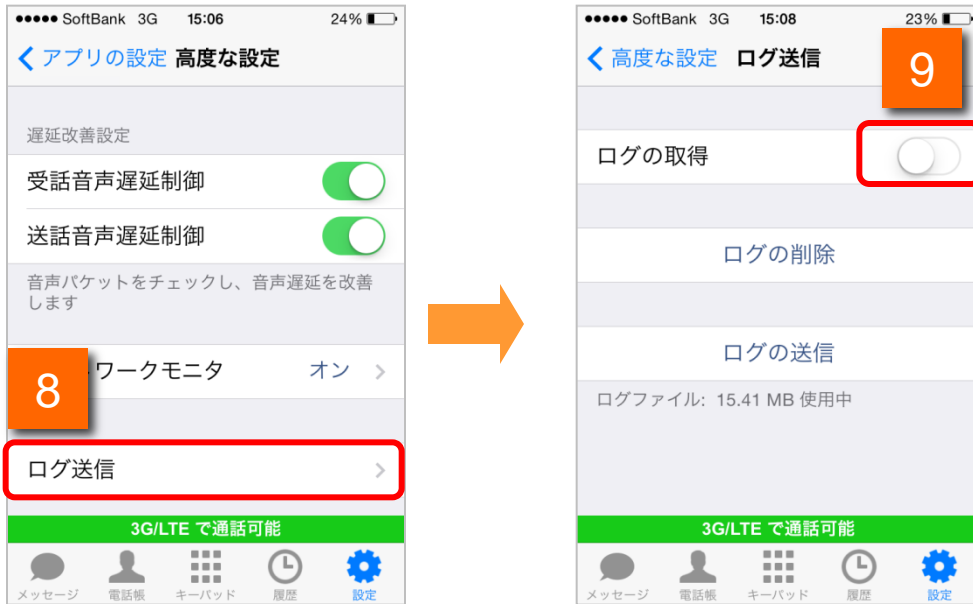 SoftBank 3G 15:06 24%
アプリの設定 高度な設定
遅延改善設定
受話音声遅延制御
送話音声遅延制御
音声パケットをチェックし、音声遅延を改善
します
ワークモニタ オン
8
ログ送信
3G/LTE で通話可能
メッセージ 電話帳 キーパッド 履歴 設定
SoftBank 3G 15:08 23%
高度な設定 ログ送信
9
ログの取得
ログの削除
ログの送信
ログファイル: 15.41 MB 使用中
3G/LTE で通話可能
メッセージ 電話帳 キーパッド 履歴 設定